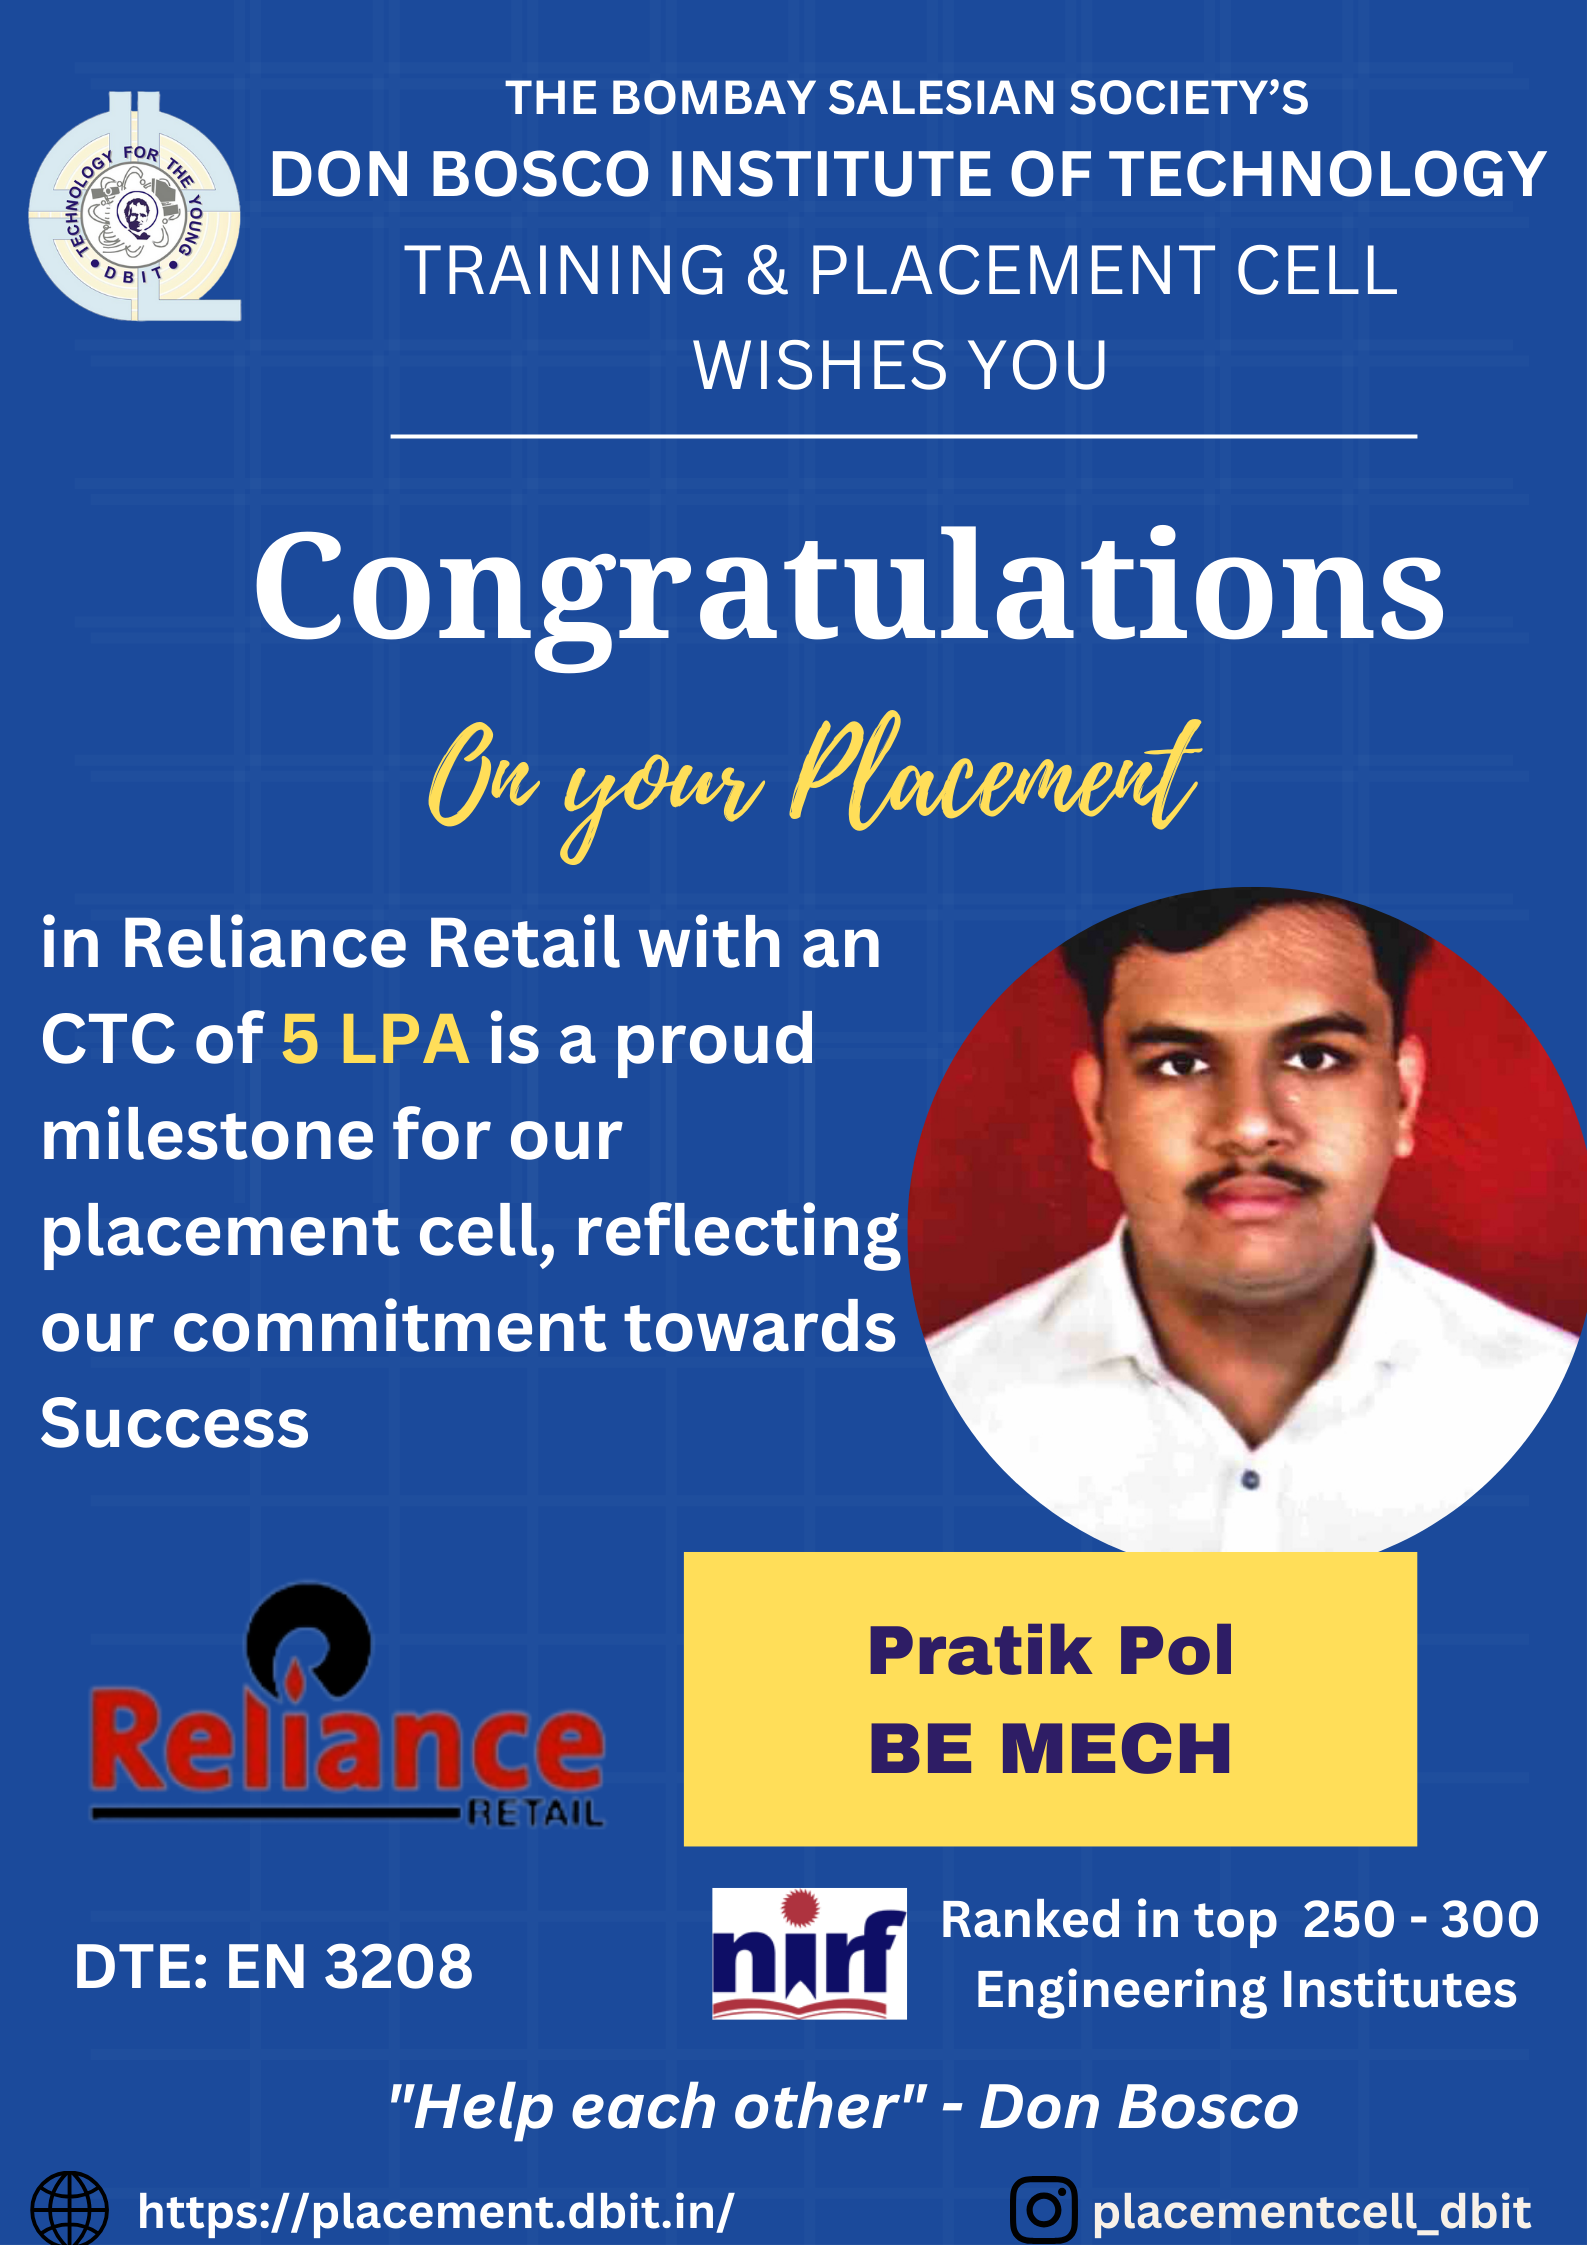 THE BOMBAY SALESIAN SOCIETY'S
DON BOSCO INSTITUTE OF TECHNOLOGY
TRAINING & PLACEMENT CELL
WISHES YOU
TECHNOLOGY FOR THE YOUNG
• DBIT •
Congratulations
On your Placement
in Reliance Retail with an
CTC of 5 LPA is a proud
milestone for our
placement cell, reflecting
our commitment towards
Success
Pratik Pol
BE MECH
Reliance
RETAIL
DTE: EN 3208
nirf
Ranked in top 250 - 300
Engineering Institutes
"Help each other" - Don Bosco
https://placement.dbit.in/
placementcell_dbit